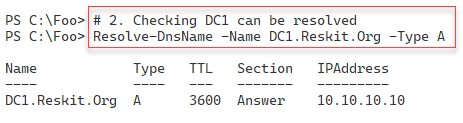 PS C:\Foo> # 2. Checking DC1 can be resolved
PS C:\Foo> Resolve-DnsName -Name DC1.Reskit.Org -Type A
Name Type TTL Section IPAddress
---- ---- --- ------- ---------
DC1.Reskit.Org A 3600 Answer 10.10.10.10